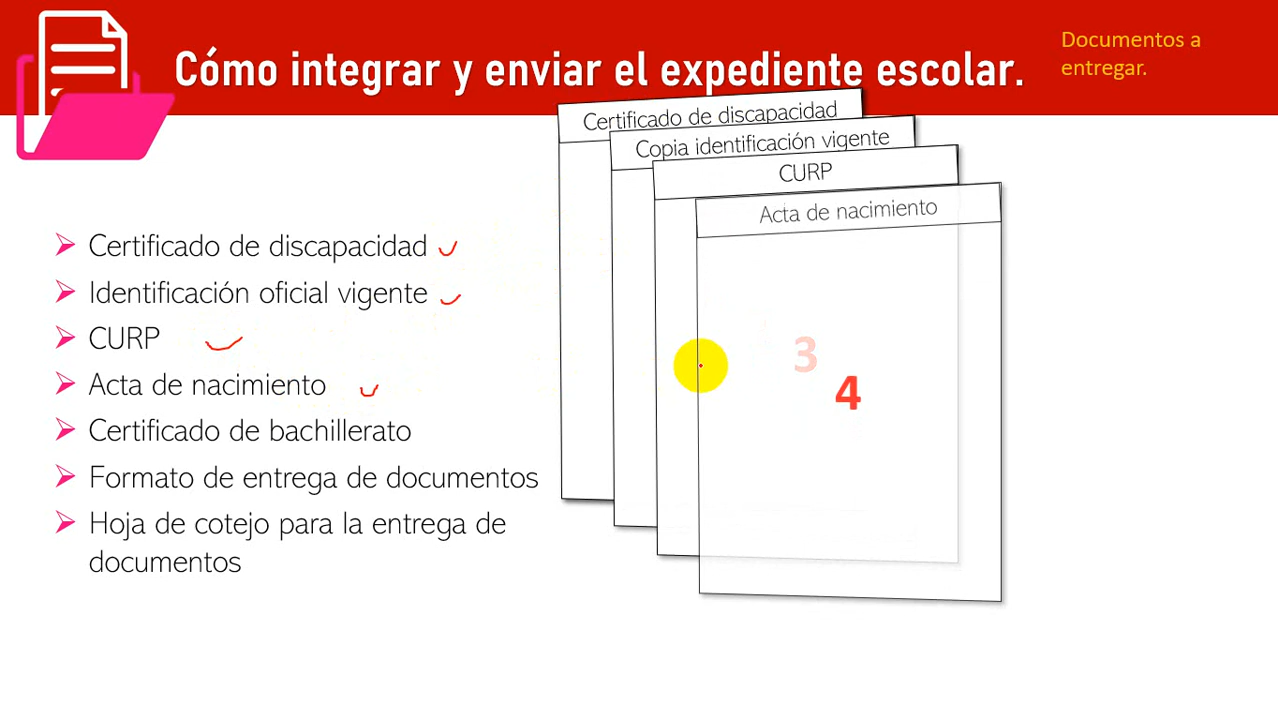 Cómo integrar y enviar el expediente escolar.
Documentos a
entregar.
Certificado de discapacidad
Identificación oficial vigente
CURP
Acta de nacimiento
Certificado de bachillerato
Formato de entrega de documentos
Hoja de cotejo para la entrega de
documentos
Certificado de discapacidad
Copia identificación vigente
CURP
Acta de nacimiento
3
4